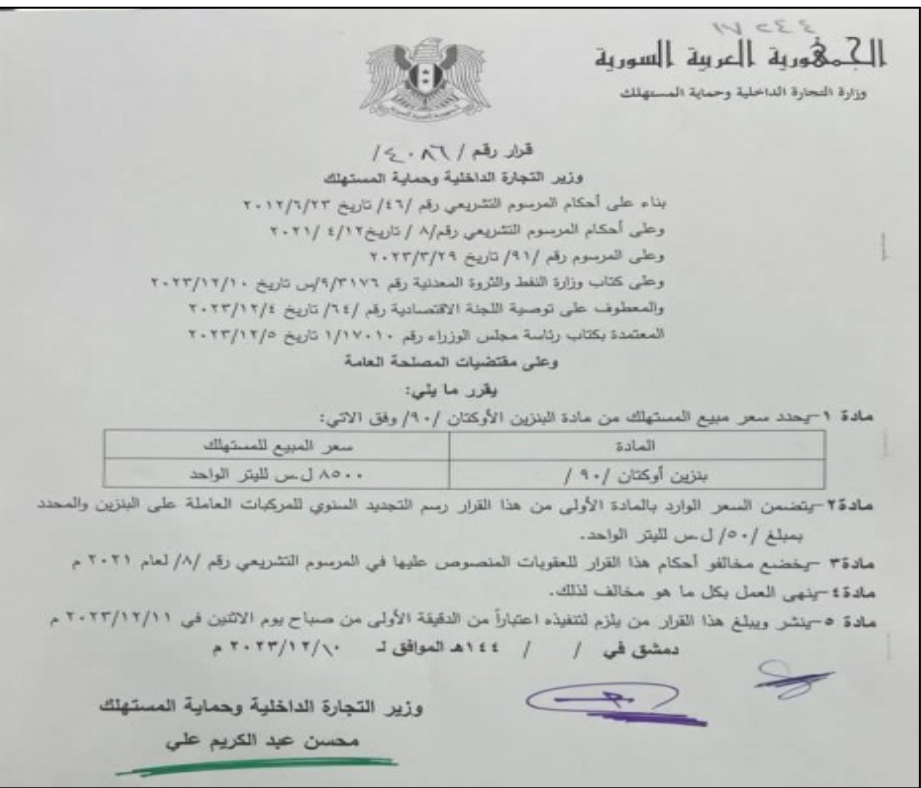 ١٧٢٤٤
الجمهورية العربية السورية
وزارة التجارة الداخلية وحماية المستهلك
قرار رقم /٤٠٨٦/
وزير التجارة الداخلية وحماية المستهلك
بناء على أحكام المرسوم التشريعي رقم /٤٦/ تاريخ ٢٠١٢/٦/٢٣
وعلى أحكام المرسوم التشريعي رقم/٨ / تاريخ٤/١٢ /٢٠٢١
وعلى المرسوم رقم /٩١/ تاريخ ٢٠٢٣/٣/٢٩
وعلى كتاب وزارة النفط والثروة المعدنية رقم ٩/٣١٧٦/س تاريخ ٢٠٢٣/١٢/١٠
والمعطوف على توصية اللجنة الاقتصادية رقم /٦٤/ تاريخ ٢٠٢٣/١٢/٤
المعتمدة بكتاب رئاسة مجلس الوزراء رقم ١/١٧٠١٠ تاريخ ٢٠٢٣/١٢/٥
وعلى مقتضيات المصلحة العامة
يقرر ما يلي:
مادة ١-يحدد سعر مبيع المستهلك من مادة البنزين الأوكتان /٩٠/ وفق الاتي:
المادة سعر المبيع للمستهلك
بنزين أوكتان /٩٠ / ٨٥٠٠ ل.س لليتر الواحد
مادة٢-يتضمن السعر الوارد بالمادة الأولى من هذا القرار رسم التجديد السنوي للمركبات العاملة على البنزين والمحدد
بمبلغ /٥٠/ ل.س لليتر الواحد.
مادة٣ -يخضع مخالفو أحكام هذا القرار للعقوبات المنصوص عليها في المرسوم التشريعي رقم /٨/ لعام ٢٠٢١ م
مادة٤-ينهى العمل بكل ما هو مخالف لذلك.
مادة ٥-ينشر ويبلغ هذا القرار من يلزم لتنفيذه اعتباراً من الدقيقة الأولى من صباح يوم الاثنين في ٢٠٢٣/١٢/١١ م
دمشق في / / ١٤٤هـ الموافق لـ ١٠/٢٠٢٣/١٢ م
وزير التجارة الداخلية وحماية المستهلك
محسن عبد الكريم علي